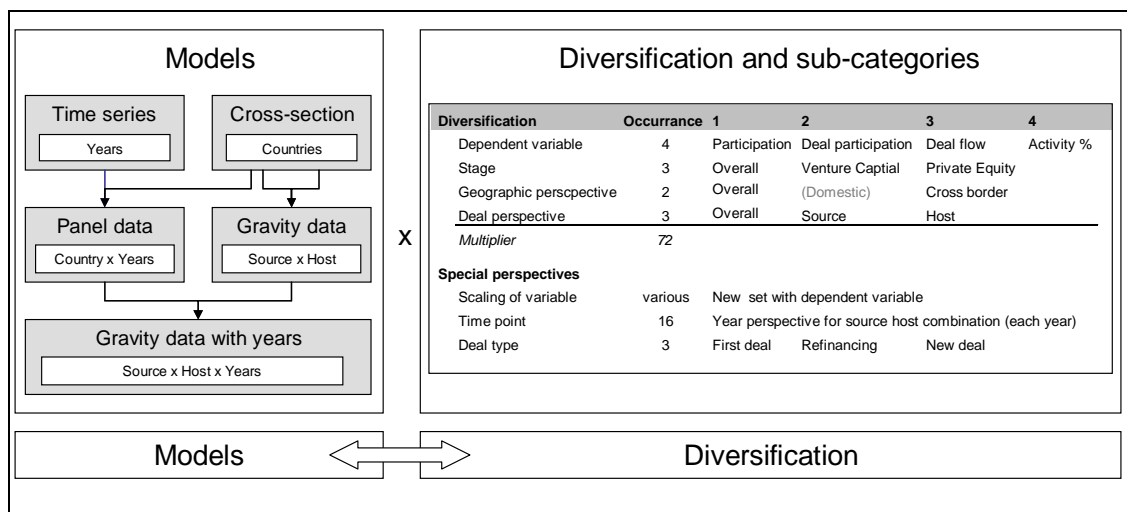 Models
Time series
Cross-section
Years
Countries
Panel data
Gravity data
Country x Years
Source x Host
Gravity data with years
Source x Host x Years
x
Diversification and sub-categories
Diversification Occurrance 1 2 3 4
Dependent variable 4 Participation Deal participation Deal flow Activity %
Stage 3 Overall Venture Captial Private Equity
Geographic perscpective 2 Overall (Domestic) Cross border
Deal perspective 3 Overall Source Host
Multiplier 72
Special perspectives
Scaling of variable various New set with dependent variable
Time point 16 Year perspective for source host combination (each year)
Deal type 3 First deal Refinancing New deal
Models
Diversification